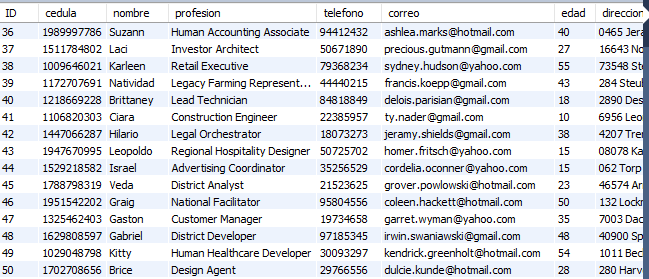 ID cedula nombre profesion telefono correo edad direccion
36 1989997786 Suzann Human Accounting Associate 94412432 ashlea.marks@hotmail.com 40 0465 Jera
37 1511784802 Laci Investor Architect 50671890 precious.gutmann@gmail.com 27 16643 No
38 1009646021 Karleen Retail Executive 79368234 sydney.hudson@yahoo.com 55 73548 Ste
39 1172707691 Natividad Legacy Farming Represent... 44440215 francis.koepp@gmail.com 43 284 Steu
40 1218669228 Brittaney Lead Technician 84818849 delois.parisian@gmail.com 18 2890 Des
41 1106820303 Ciara Construction Engineer 22385957 ty.nader@gmail.com 10 6956 Leo
42 1447066287 Hilario Legal Orchestrator 18073273 jeramy.shields@gmail.com 38 4207 Tre
43 1947670995 Leopoldo Regional Hospitality Designer 50725702 homer.fritsch@yahoo.com 15 08078 Ka
44 1529218582 Israel Advertising Coordinator 35256529 cordelia.oconner@yahoo.com 15 062 Torp
45 1788798319 Veda District Analyst 21523625 grover.powlowski@hotmail.com 23 46574 Ar
46 1951542202 Graig National Facilitator 95804556 coleen.hackett@hotmail.com 50 132 Lock
47 1325462403 Gaston Customer Manager 19734658 garret.wyman@yahoo.com 35 7003 Dac
48 1629808597 Gabriel District Developer 97185345 irwin.swaniawski@gmail.com 48 40900 Sp
49 1029048798 Kitty Human Healthcare Developer 30093297 kendrick.greenholt@hotmail.com 54 1011 Bec
50 1702708656 Brice Design Agent 29766556 dulcie.kunde@hotmail.com 28 280 Harv